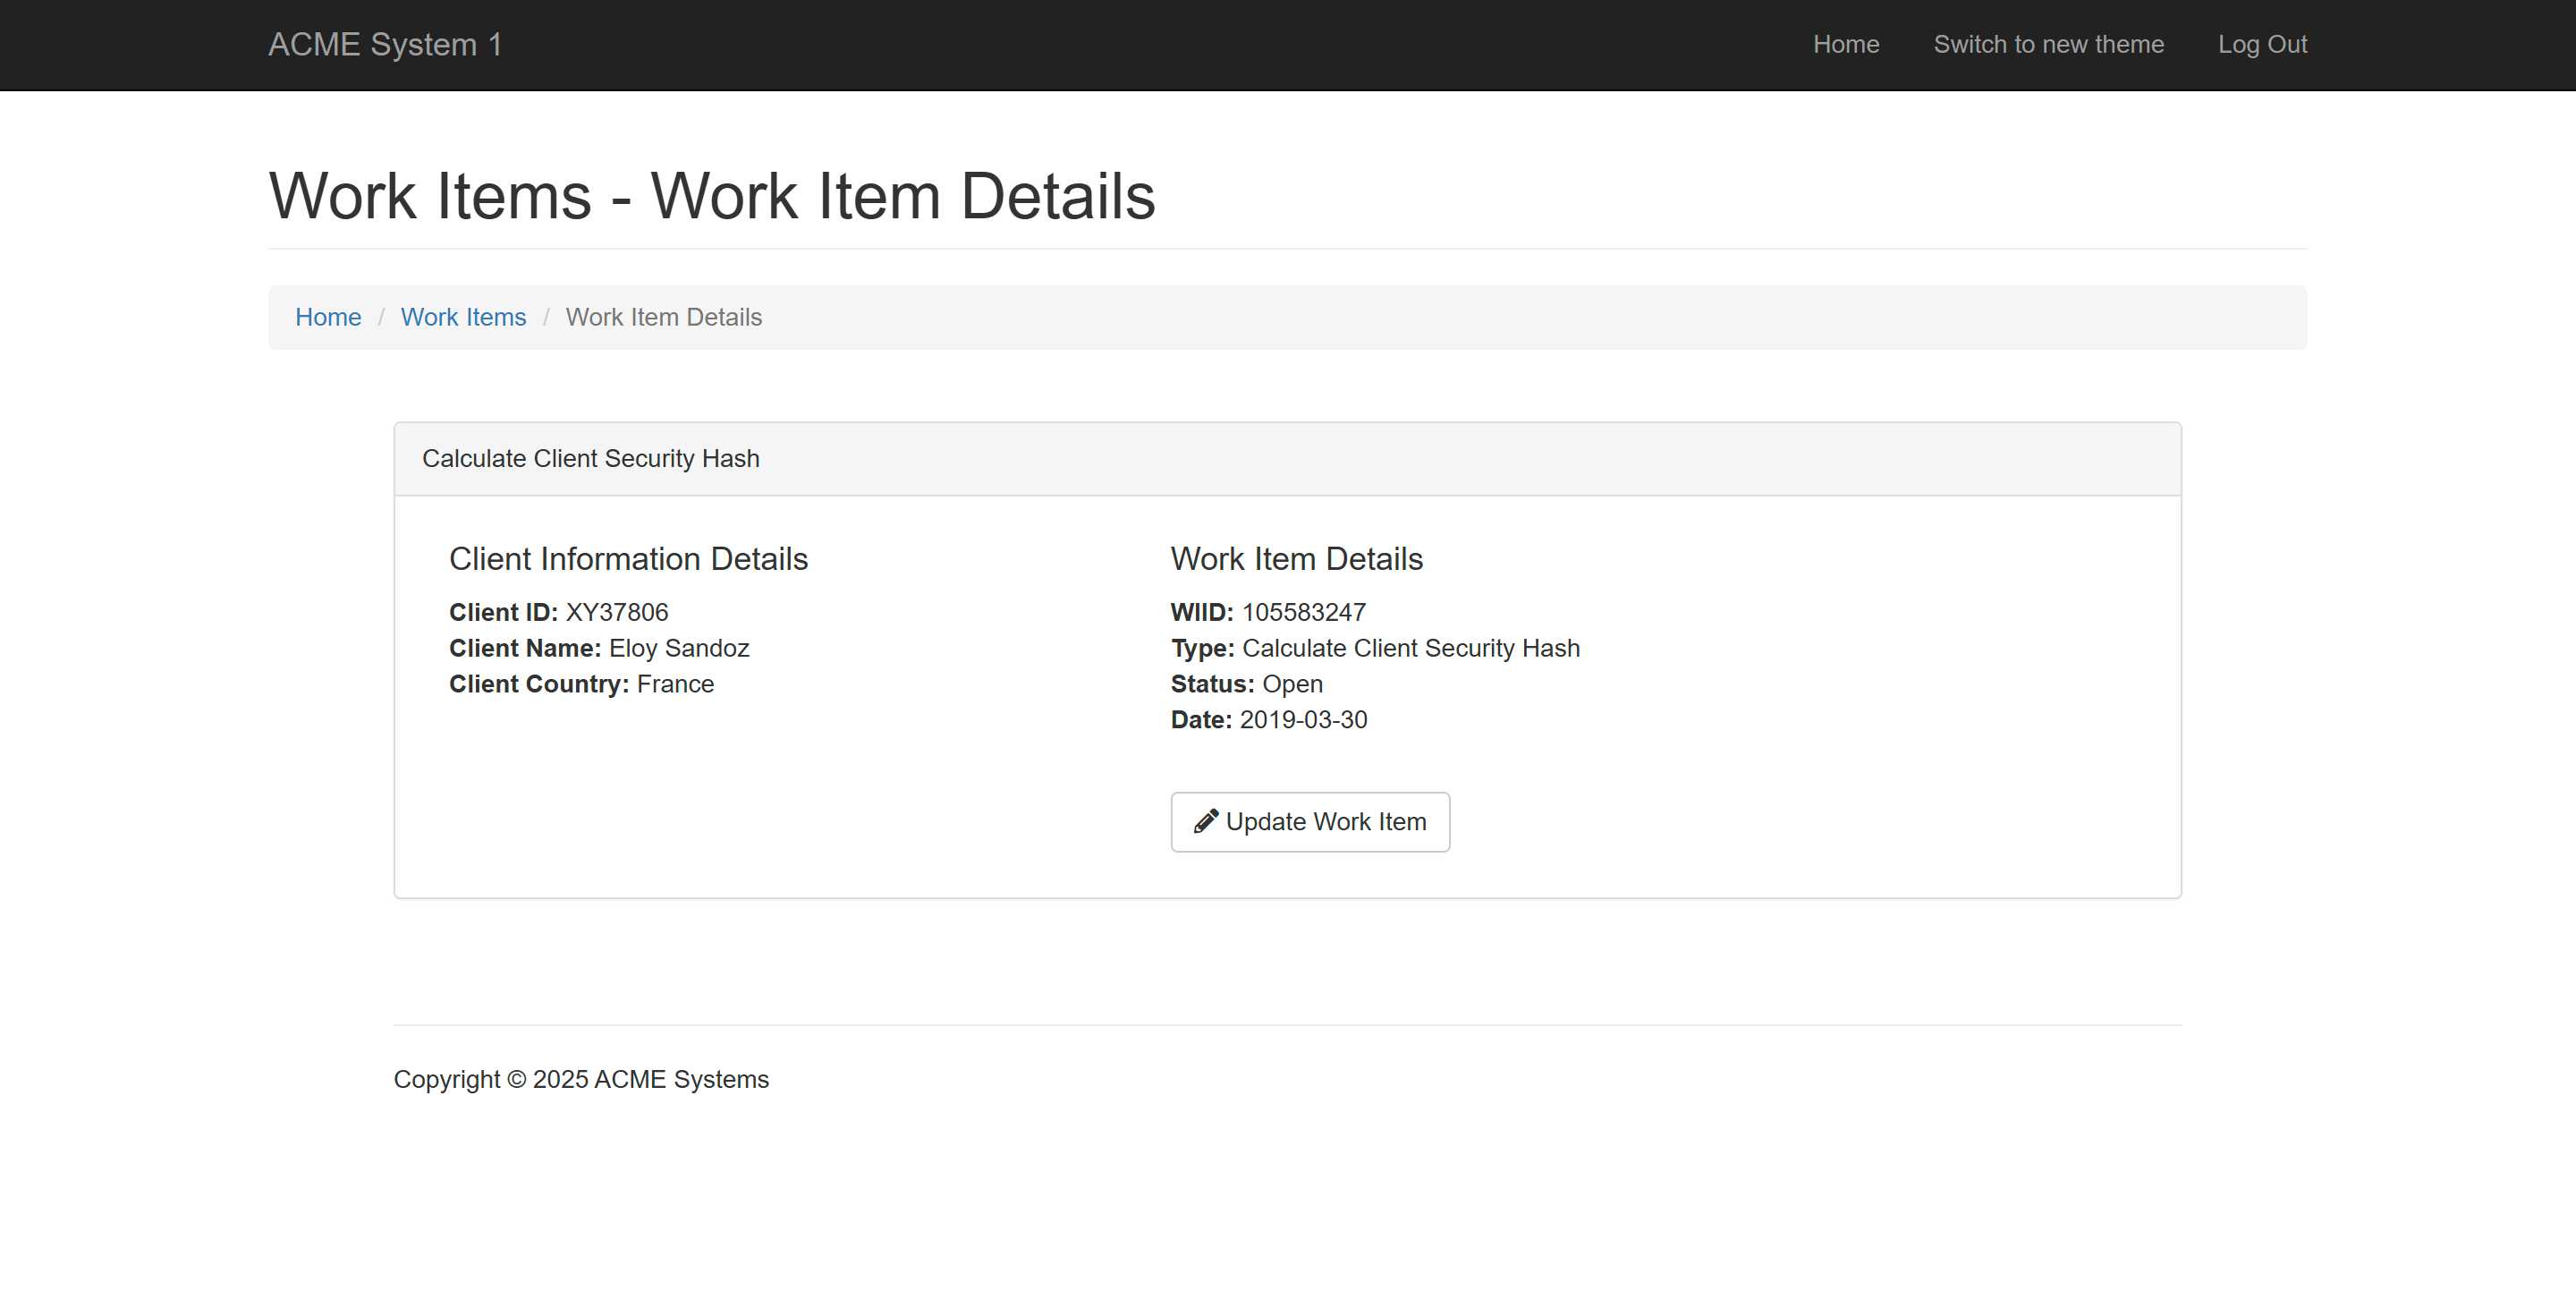 ACME System 1
Home
Switch to new theme
Log Out
Work Items - Work Item Details
Home / Work Items / Work Item Details
Calculate Client Security Hash
Client Information Details
Client ID: XY37806
Client Name: Eloy Sandoz
Client Country: France
Work Item Details
WIID: 105583247
Type: Calculate Client Security Hash
Status: Open
Date: 2019-03-30
Update Work Item
Copyright © 2025 ACME Systems